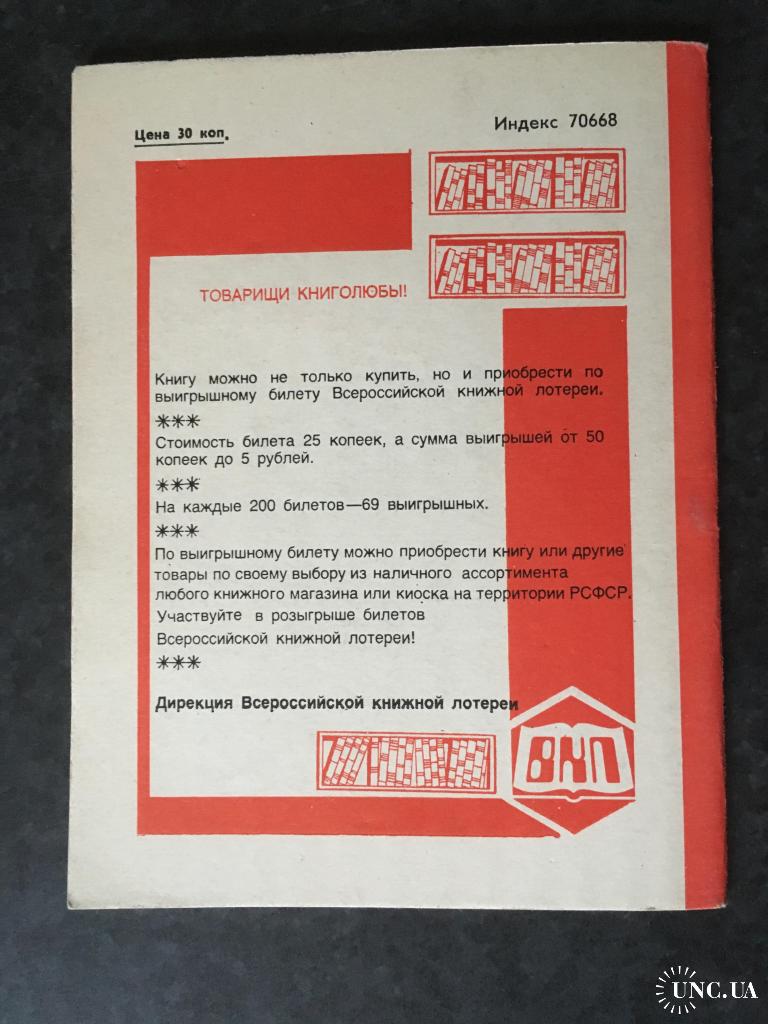 Цена 30 коп.
Индекс 70668
ТОВАРИЩИ КНИГОЛЮБЫ!
Книгу можно не только купить, но и приобрести по
выигрышному билету Всероссийской книжной лотереи.
✳✳✳
Стоимость билета 25 копеек, а сумма выигрышей от 50
копеек до 5 рублей.
✳✳✳
На каждые 200 билетов—69 выигрышных.
✳✳✳
По выигрышному билету можно приобрести книгу или другие
товары по своему выбору из наличного ассортимента
любого книжного магазина или киоска на территории РСФСР.
Участвуйте в розыгрыше билетов
Всероссийской книжной лотереи!
✳✳✳
Дирекция Всероссийской книжной лотереи
ВКЛ
UNC.UA